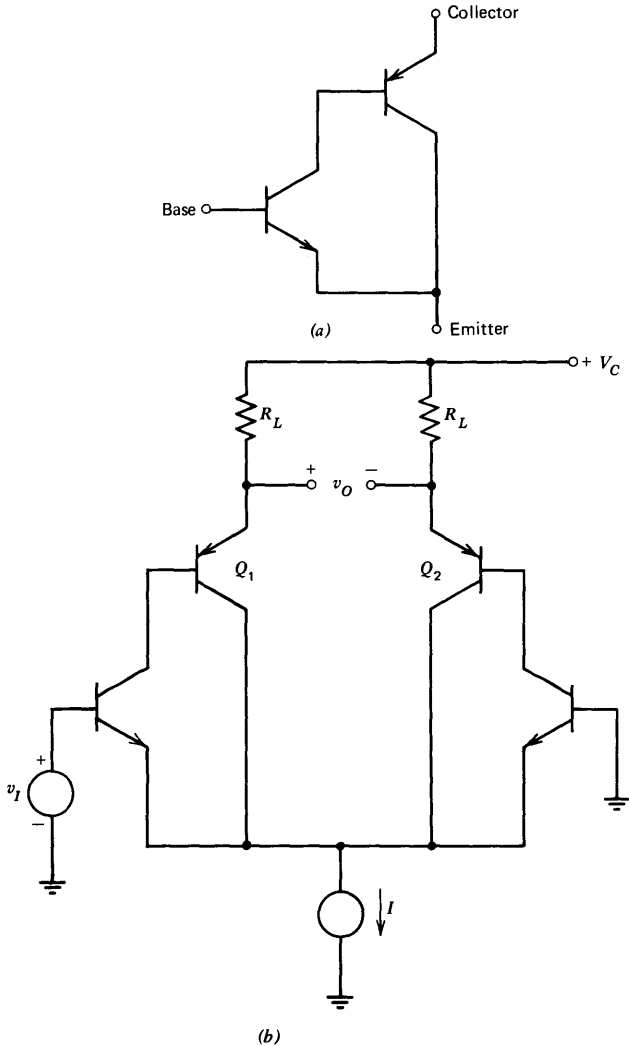 Collector
Base
Emitter
(a)
+ V_C
R_L R_L
+ v_O −
Q_1 Q_2
+
v_I
−
I
(b)